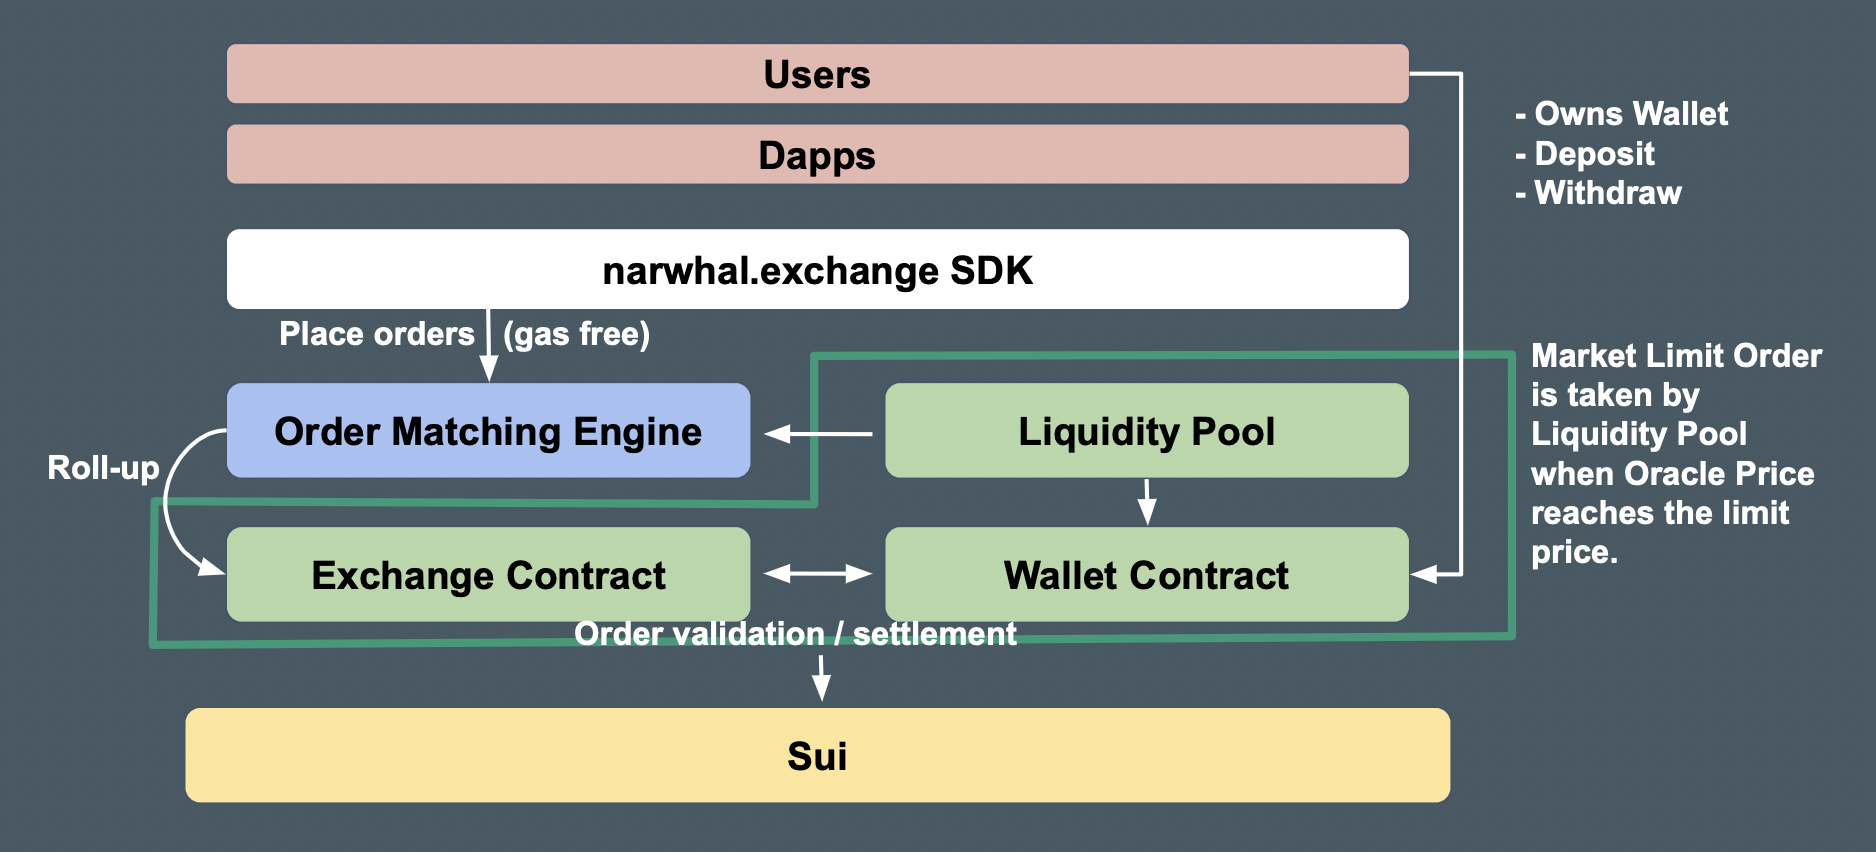 Users
- Owns Wallet
- Deposit
- Withdraw
Dapps
narwhal.exchange SDK
Place orders (gas free)
Market Limit Order
is taken by
Liquidity Pool
when Oracle Price
reaches the limit
price.
Order Matching Engine
Liquidity Pool
Roll-up
Exchange Contract
Wallet Contract
Order validation / settlement
Sui